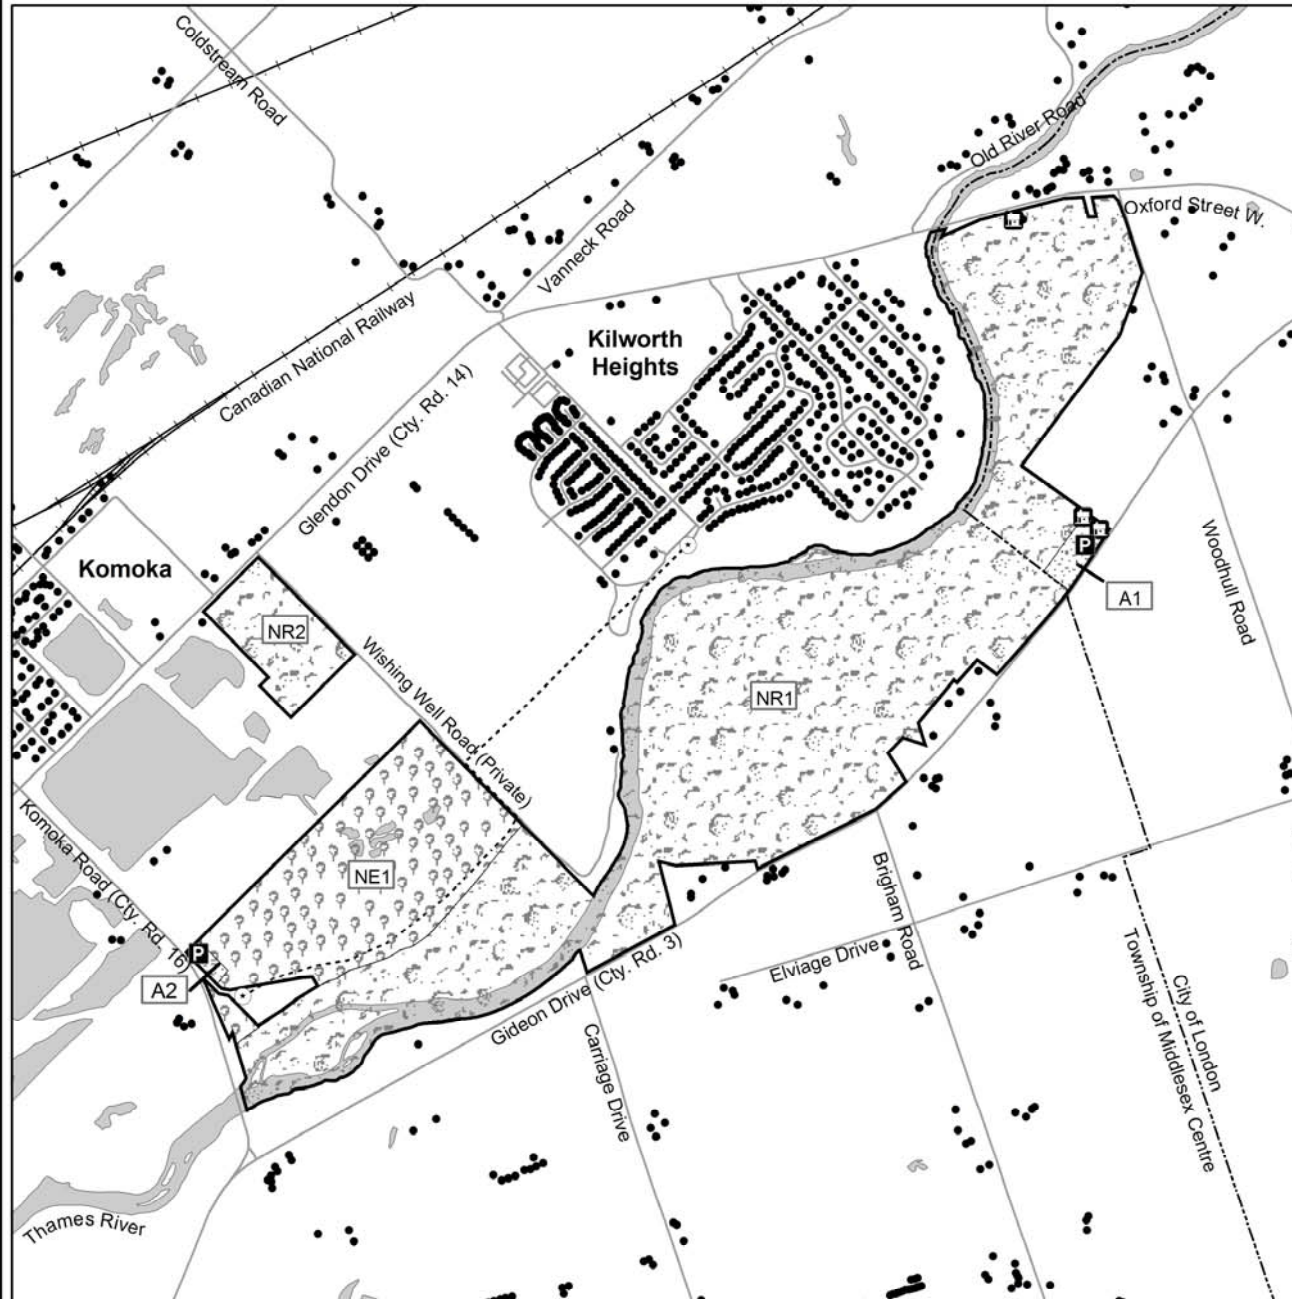 Coldstream Road
Old River Road
Oxford Street W.
Vanneck Road
Canadian National Railway
Kilworth
Heights
Glendon Drive (Cty. Rd. 14)
Komoka
P
A1
Woodhull Road
NR2
Wishing Well Road (Private)
NR1
Komoka Road (Cty. Rd. 16)
NE1
Brigham Road
P
A2
Elviage Drive
Gideon Drive (Cty. Rd. 3)
City of London
Township of Middlesex Centre
Carriage Drive
Thames River